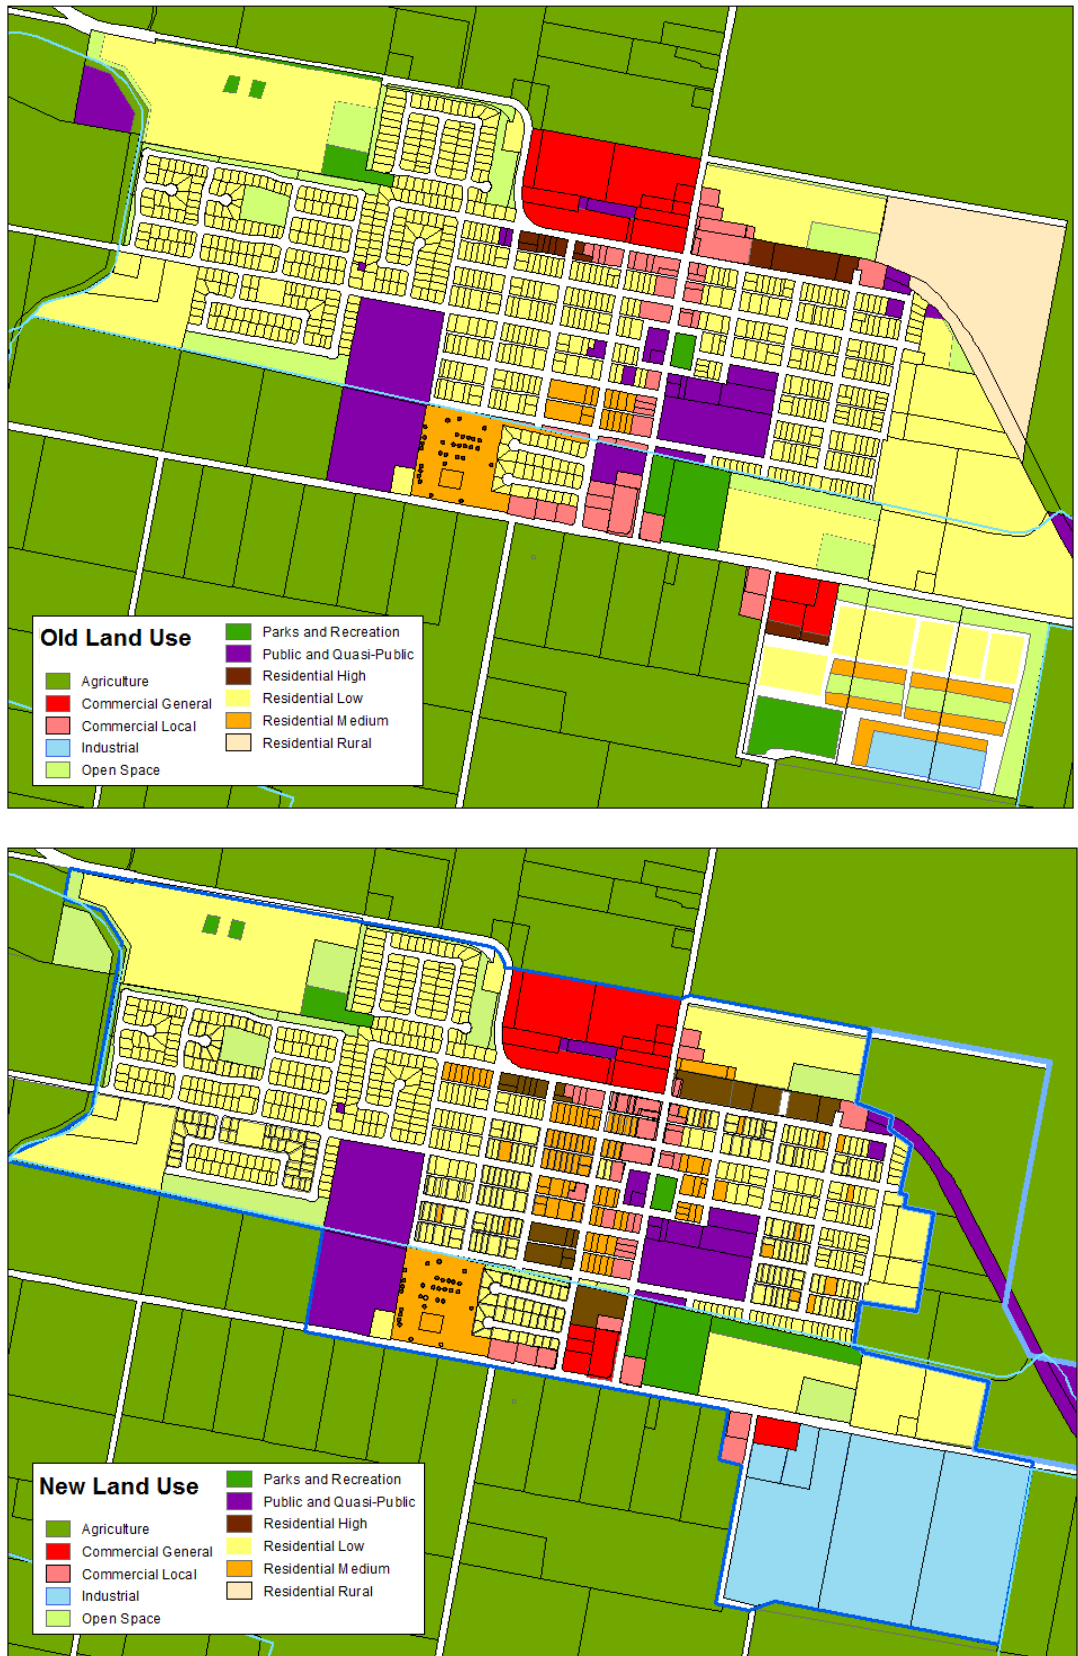 Old Land Use
Agriculture
Commercial General
Commercial Local
Industrial
Open Space
Parks and Recreation
Public and Quasi-Public
Residential High
Residential Low
Residential Medium
Residential Rural
New Land Use
Agriculture
Commercial General
Commercial Local
Industrial
Open Space
Parks and Recreation
Public and Quasi-Public
Residential High
Residential Low
Residential Medium
Residential Rural